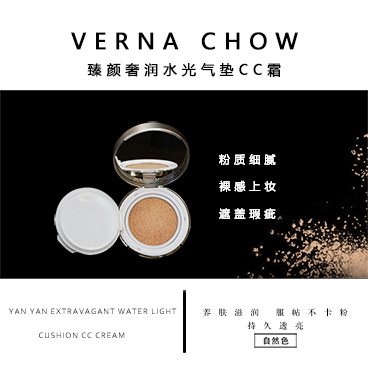 VERNA CHOW
臻颜奢润水光气垫CC霜
粉质细腻
裸感上妆
遮盖瑕疵。
YAN YAN EXTRAVAGANT WATER LIGHT
CUSHION CC CREAM
养肤滋润 服帖不卡粉
持久透亮
自然色